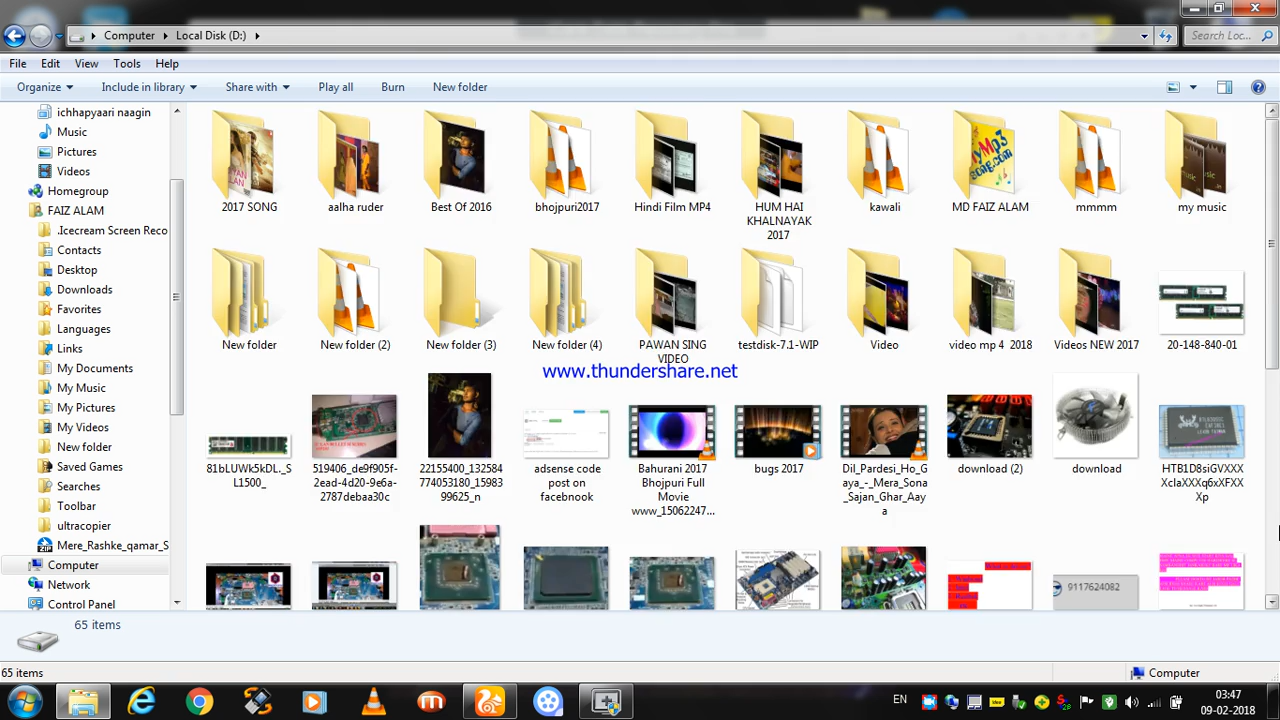 Computer Local Disk (D:)
Search Loc...
File Edit View Tools Help
Organize Include in library Share with Play all Burn New folder
ichhapyaari naagin
Music
Pictures
Videos
Homegroup
FAIZ ALAM
.Icecream Screen Reco
Contacts
Desktop
Downloads
Favorites
Languages
Links
My Documents
My Music
My Pictures
My Videos
New folder
Saved Games
Searches
Toolbar
ultracopier
Mere_Rashke_qamar_S
Computer
Network
Control Panel
2017 SONG
aalha ruder
Best Of 2016
bhojpuri2017
Hindi Film MP4
HUM HAI
KHALNAYAK
2017
kawali
MD FAIZ ALAM
mmmm
my music
New folder
New folder (2)
New folder (3)
New folder (4)
PAWAN SING
VIDEO
testdisk-7.1-WIP
Video
video mp 4 2018
Videos NEW 2017
20-148-840-01
www.thundershare.net
81bLUWk5kDL._S
L1500_
519406_de9f905f-
2ead-4d20-9e6a-
2787debaa30c
22155400_132584
774053180_15983
99625_n
adsense code
post on
facebnook
Bahurani 2017
Bhojpuri Full
Movie
www_15062247...
bugs 2017
Dil_Pardesi_Ho_G
aya_-_Mera_Sona
_Sajan_Ghar_Aay
a
download (2)
download
HTB1D8siGVXXX
XcIaXXXq6xXFXX
Xp
9117624082
65 items
65 items
Computer
EN
03:47
09-02-2018